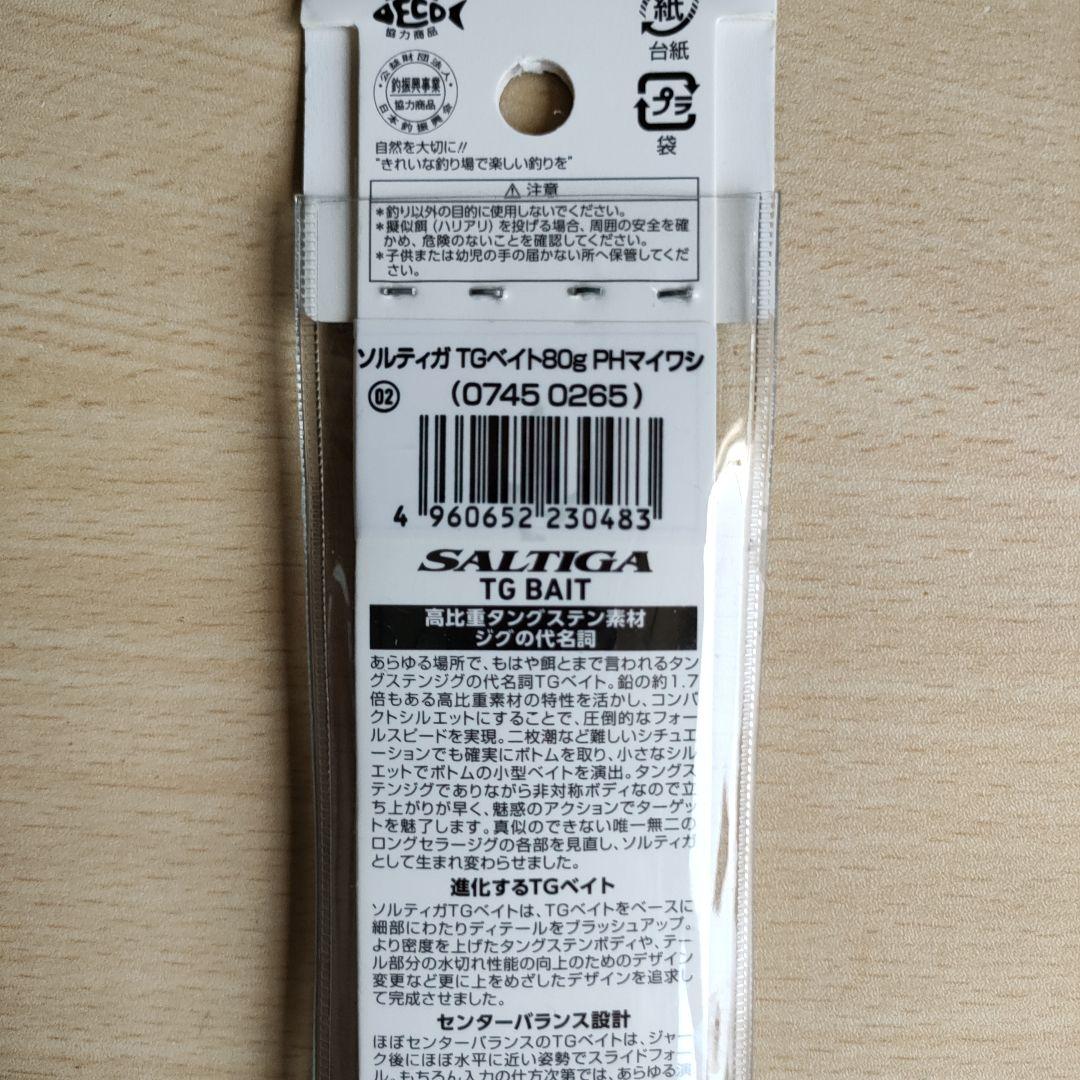 ECO
協力商品
公益財団法人
釣振興事業
協力商品
日本釣振興会
紙
台紙
プラ
袋
自然を大切に!!
"きれいな釣り場で楽しい釣りを"
⚠ 注意
*釣り以外の目的に使用しないでください。
*擬似餌（ハリアリ）を投げる場合、周囲の安全を確
かめ、危険のないことを確認してください。
*子供または幼児の手の届かない所へ保管してくだ
さい。
ソルティガ TGベイト80g PHマイワシ
02 (0745 0265)
4 960652 230483
SALTIGA
TG BAIT
高比重タングステン素材
ジグの代名詞
あらゆる場所で、もはや餌とまで言われるタン
グステンジグの代名詞TGベイト。鉛の約1.7
倍もある高比重素材の特性を活かし、コンパ
クトシルエットにすることで、圧倒的なフォー
ルスピードを実現。二枚潮など難しいシチュエ
ーションでも確実にボトムを取り、小さなシル
エットでボトムの小型ベイトを演出。タングス
テンジグでありながら非対称ボディなので立
ち上がりが早く、魅惑のアクションでターゲッ
トを魅了します。真似のできない唯一無二の
ロングセラージグの各部を見直し、ソルティガ
として生まれ変わらせました。
進化するTGベイト
ソルティガTGベイトは、TGベイトをベースに
細部にわたりディテールをブラッシュアップ。
より密度を上げたタングステンボディや、テー
ル部分の水切れ性能の向上のためのデザイン
変更など更に上をめざしたデザインを追求し
て完成させました。
センターバランス設計
ほぼセンターバランスのTGベイトは、ジャー
ク後にほぼ水平に近い姿勢でスライドフォー
ル。もちろん入力の仕方次第では、あらゆる演